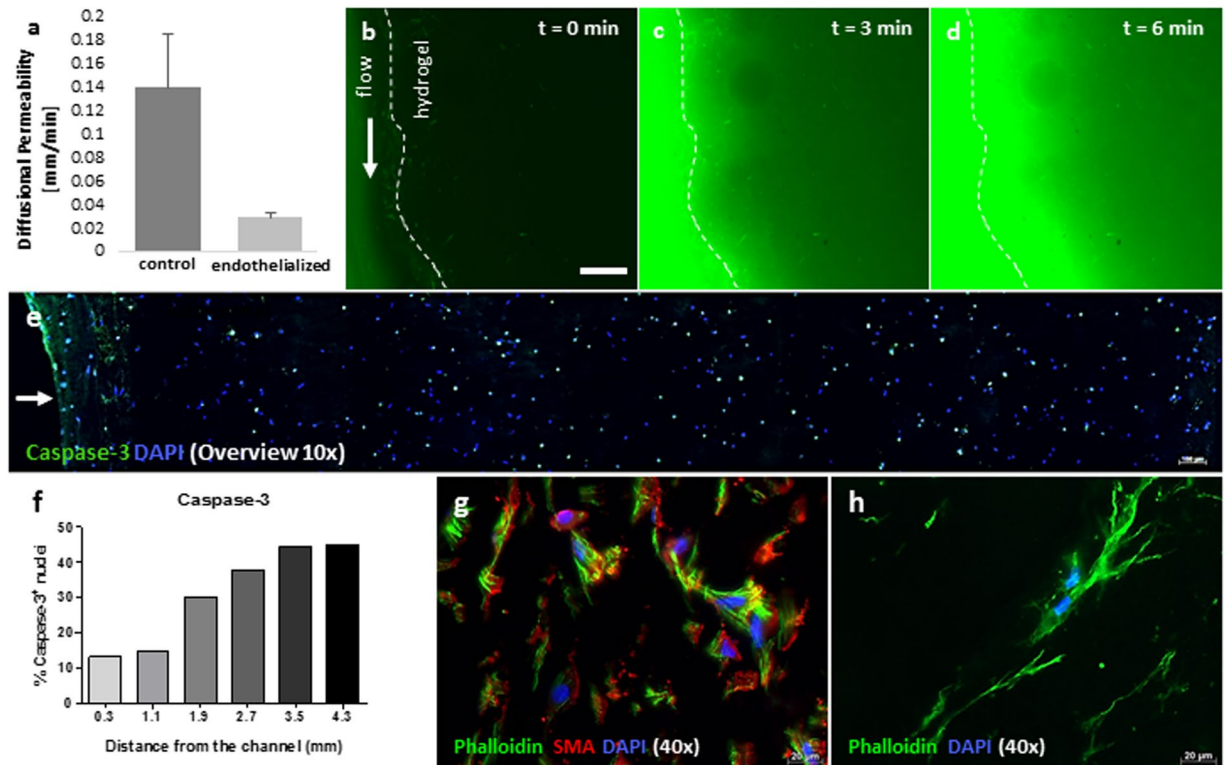 a
Diffusional Permeability
[mm/min]
0.2
0.18
0.16
0.14
0.12
0.1
0.08
0.06
0.04
0.02
0
control endothelialized
b t = 0 min
flow
hydrogel
c t = 3 min
d t = 6 min
e
Caspase-3 DAPI (Overview 10x)
100 µm
f
Caspase-3
% Caspase-3+ nuclei
50
40
30
20
10
0
0.3 1.1 1.9 2.7 3.5 4.3
Distance from the channel (mm)
g
Phalloidin SMA DAPI (40x)
20 µm
h
Phalloidin DAPI (40x)
20 µm